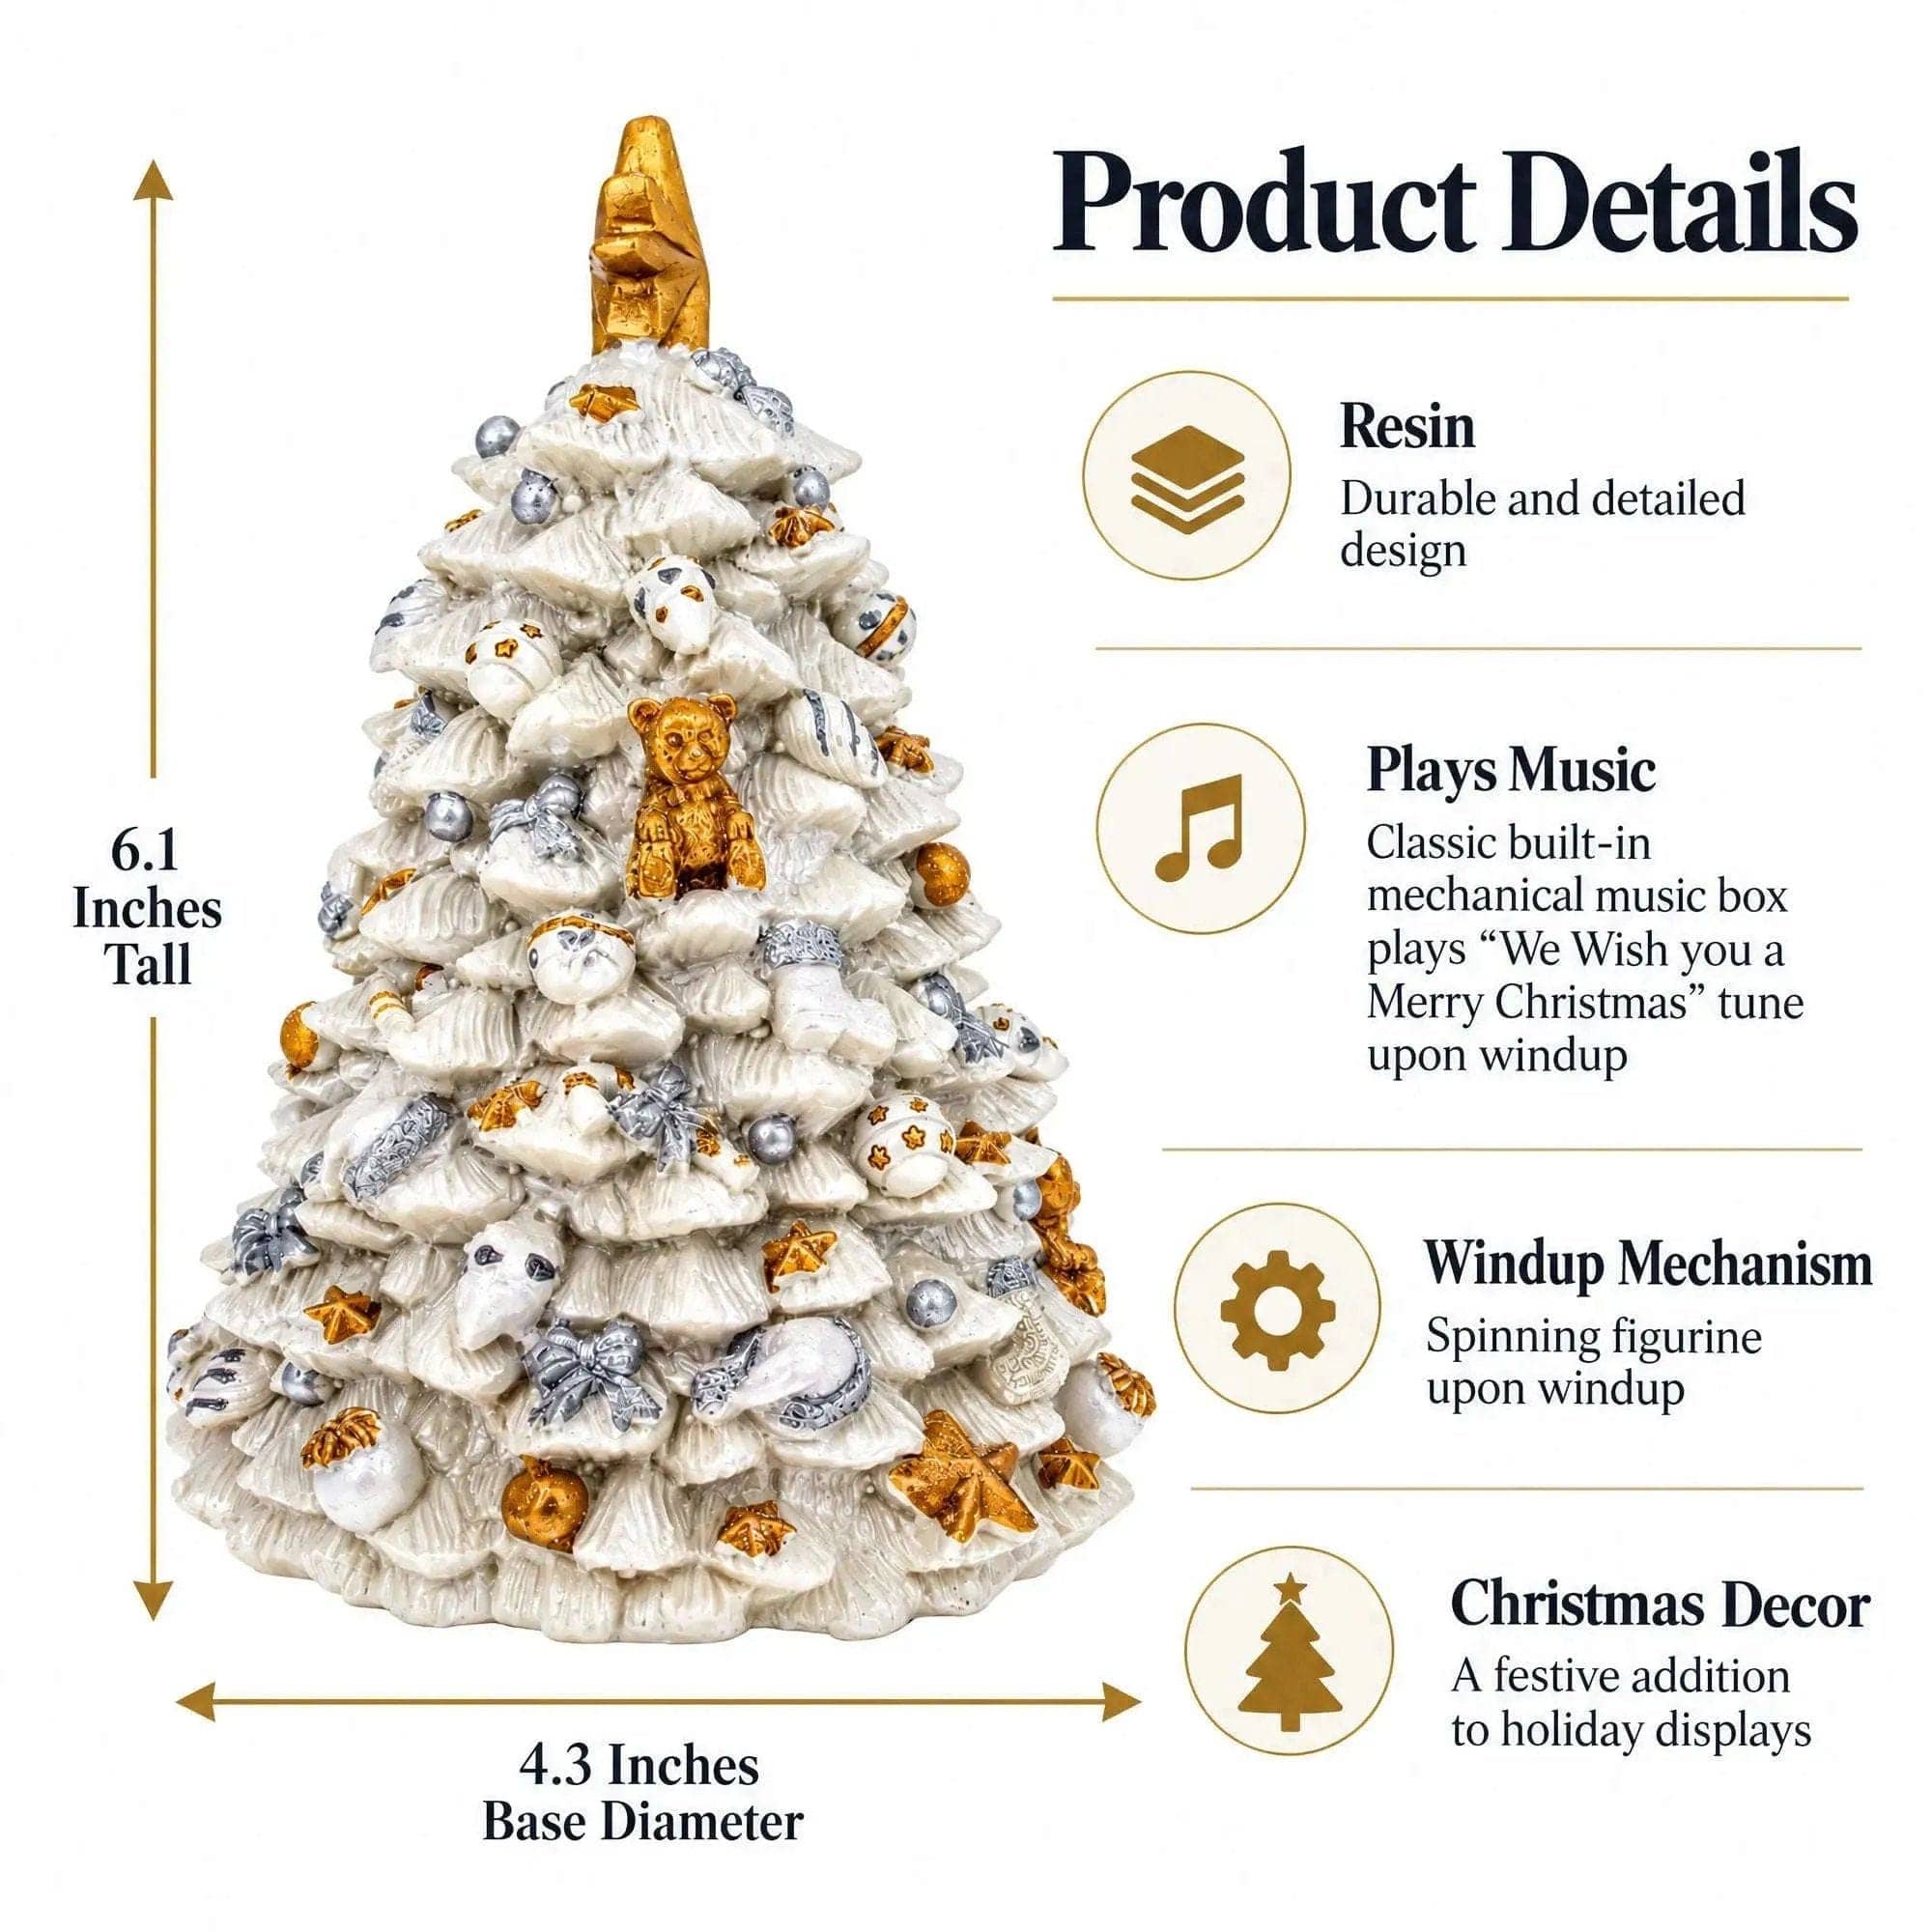 Product Details
Resin
Durable and detailed
design
Plays Music
Classic built-in
mechanical music box
plays “We Wish you a
Merry Christmas” tune
upon windup
Windup Mechanism
Spinning figurine
upon windup
Christmas Decor
A festive addition
to holiday displays
6.1
Inches
Tall
4.3 Inches
Base Diameter